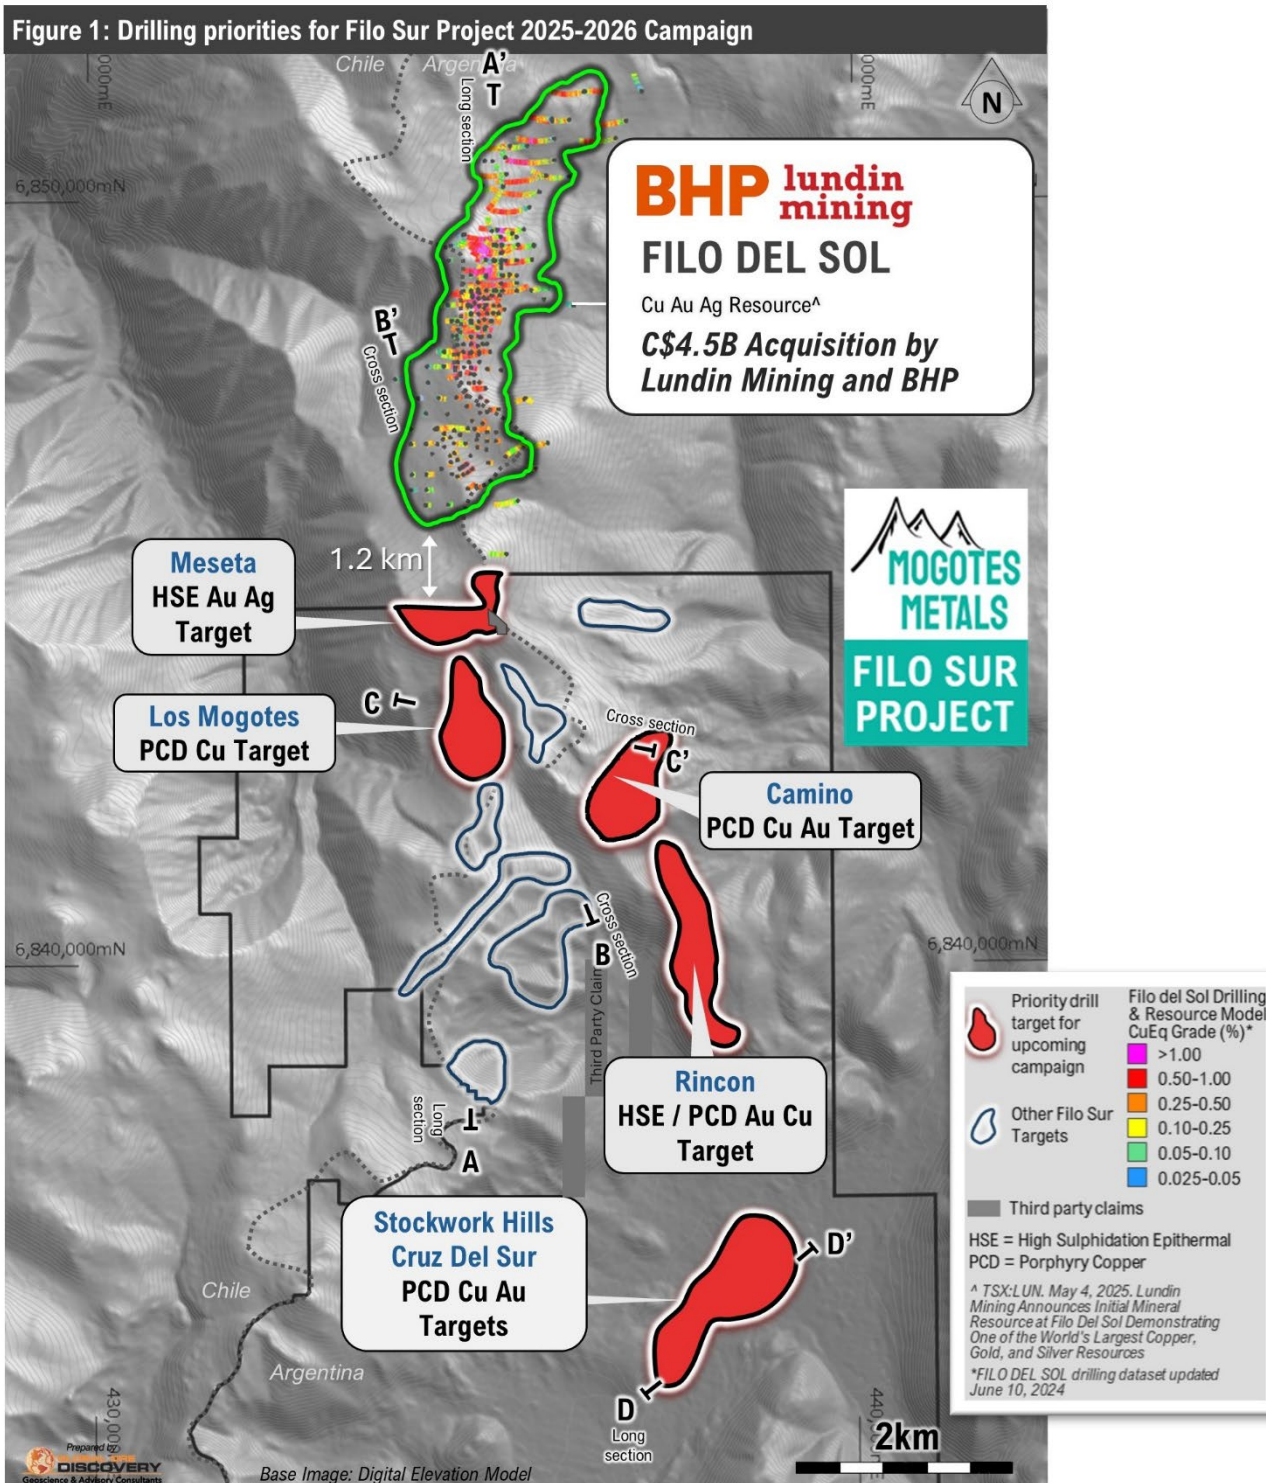 Figure 1: Drilling priorities for Filo Sur Project 2025-2026 Campaign
Chile
Argentina
A'
Long section
000mE
000mE
N
6,850,000mN
BHP
lundin
mining
FILO DEL SOL
Cu Au Ag Resource^
C$4.5B Acquisition by
Lundin Mining and BHP
B'
Cross section
1.2 km
Meseta
HSE Au Ag
Target
MOGOTES
METALS
FILO SUR
PROJECT
C
Los Mogotes
PCD Cu Target
Cross section
C'
Camino
PCD Cu Au Target
Cross section
B
6,840,000mN
6,840,000mN
Third Party Claim
Rincon
HSE / PCD Au Cu
Target
Long
section
A
Stockwork Hills
Cruz Del Sur
PCD Cu Au
Targets
D'
D
Long
section
Chile
Argentina
430,000
440,
2km
Prepared by
DISCOVERY
Geoscience & Advisory Consultants
Base Image: Digital Elevation Model
Priority drill
target for
upcoming
campaign
Other Filo Sur
Targets
Filo del Sol Drilling
& Resource Model
CuEq Grade (%)*
>1.00
0.50-1.00
0.25-0.50
0.10-0.25
0.05-0.10
0.025-0.05
Third party claims
HSE = High Sulphidation Epithermal
PCD = Porphyry Copper
^ TSX:LUN. May 4, 2025. Lundin
Mining Announces Initial Mineral
Resource at Filo Del Sol Demonstrating
One of the World's Largest Copper,
Gold, and Silver Resources
*FILO DEL SOL drilling dataset updated
June 10, 2024